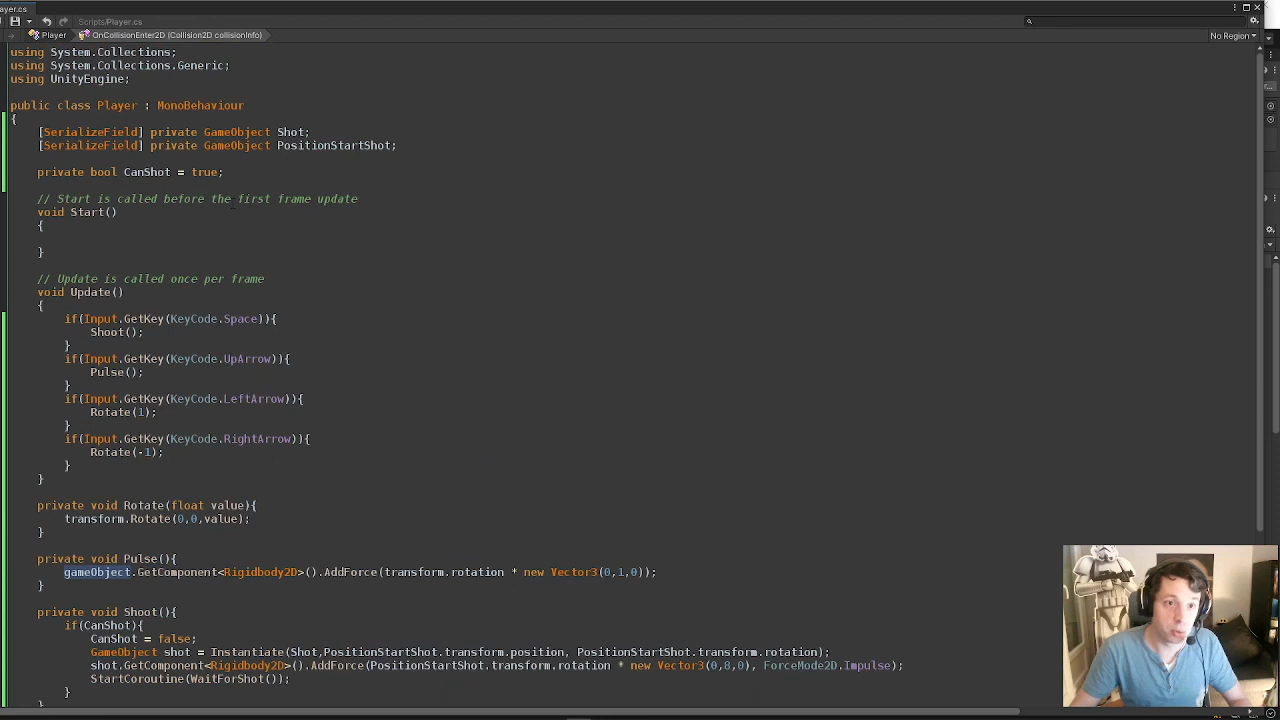 ayer.cs
Scripts/Player.cs
Player OnCollisionEnter2D (Collision2D collisionInfo)
No Region
using System.Collections;
using System.Collections.Generic;
using UnityEngine;
public class Player : MonoBehaviour
{
[SerializeField] private GameObject Shot;
[SerializeField] private GameObject PositionStartShot;
private bool CanShot = true;
// Start is called before the first frame update
void Start()
{
}
// Update is called once per frame
void Update()
{
if(Input.GetKey(KeyCode.Space)){
Shoot();
}
if(Input.GetKey(KeyCode.UpArrow)){
Pulse();
}
if(Input.GetKey(KeyCode.LeftArrow)){
Rotate(1);
}
if(Input.GetKey(KeyCode.RightArrow)){
Rotate(-1);
}
}
private void Rotate(float value){
transform.Rotate(0,0,value);
}
private void Pulse(){
gameObject.GetComponent<Rigidbody2D>().AddForce(transform.rotation * new Vector3(0,1,0));
}
private void Shoot(){
if(CanShot){
CanShot = false;
GameObject shot = Instantiate(Shot,PositionStartShot.transform.position, PositionStartShot.transform.rotation);
shot.GetComponent<Rigidbody2D>().AddForce(PositionStartShot.transform.rotation * new Vector3(0,8,0), ForceMode2D.Impulse);
StartCoroutine(WaitForShot());
}
}